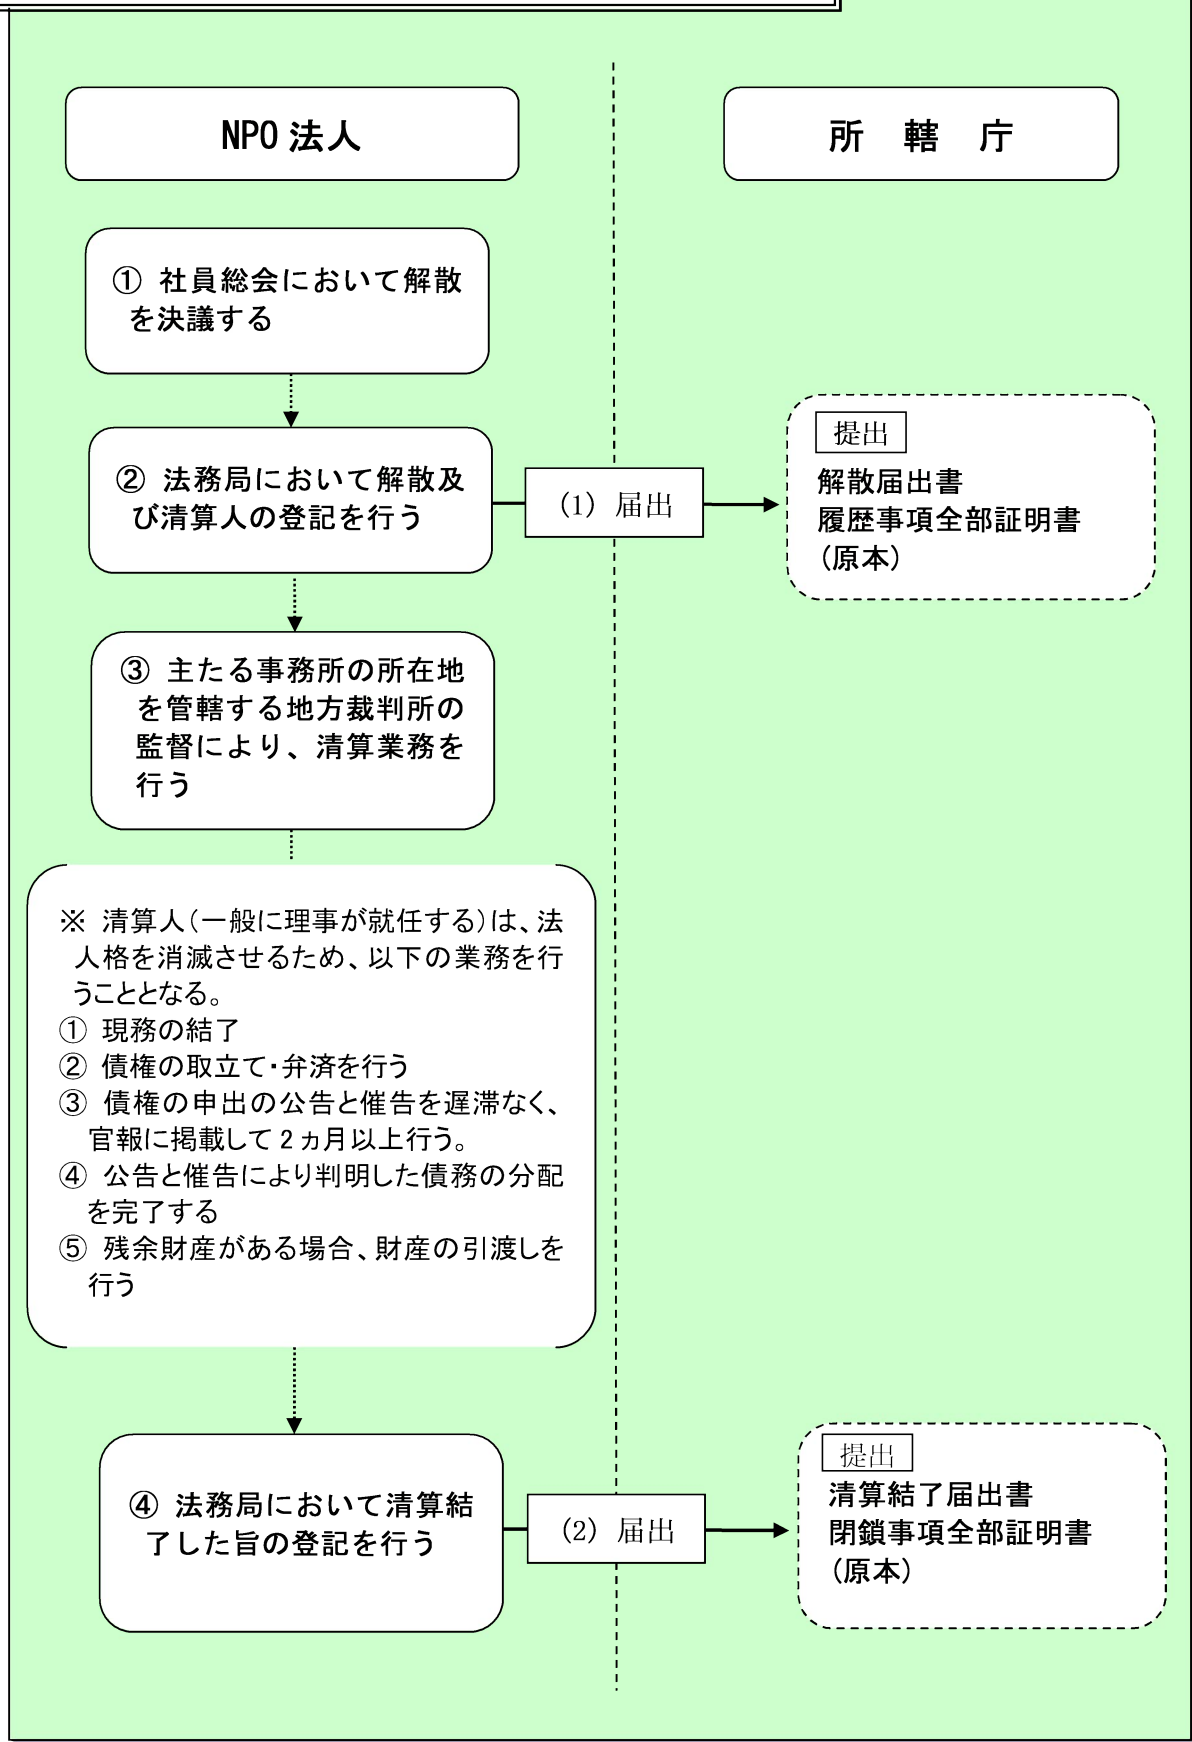 NPO法人
所　轄　庁
① 社員総会において解散
を決議する
② 法務局において解散及
び清算人の登記を行う
(1) 届出
提出
解散届出書
履歴事項全部証明書
（原本）
③ 主たる事務所の所在地
を管轄する地方裁判所の
監督により、清算業務を
行う
※ 清算人（一般に理事が就任する）は、法
人格を消滅させるため、以下の業務を行
うこととなる。
① 現務の結了
② 債権の取立て・弁済を行う
③ 債権の申出の公告と催告を遅滞なく、
官報に掲載して2ヵ月以上行う。
④ 公告と催告により判明した債務の分配
を完了する
⑤ 残余財産がある場合、財産の引渡しを
行う
④ 法務局において清算結
了した旨の登記を行う
(2) 届出
提出
清算結了届出書
閉鎖事項全部証明書
（原本）